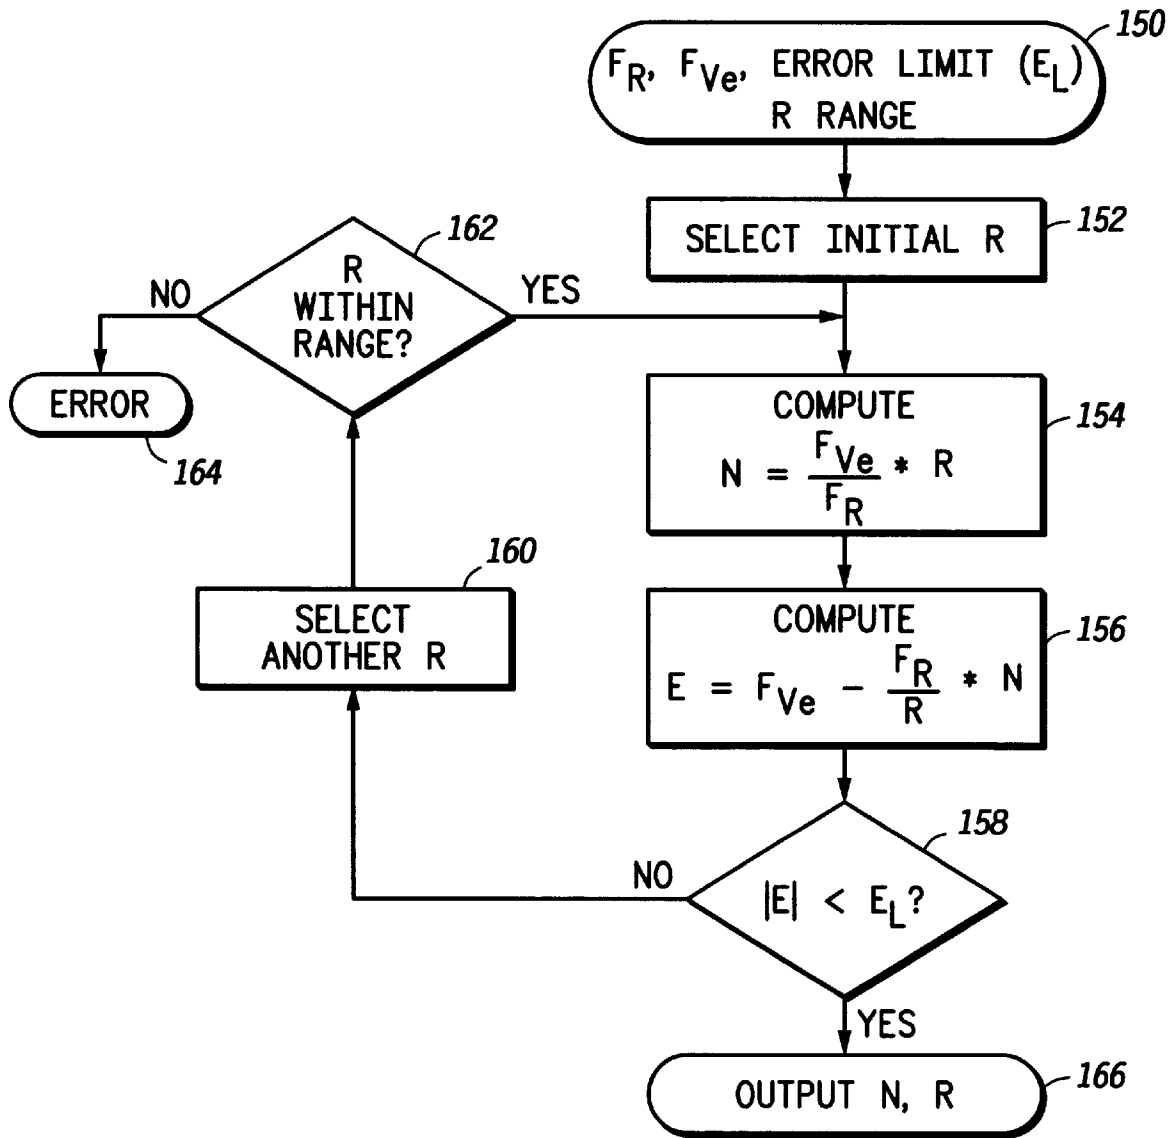 150
F_R, F_Ve, ERROR LIMIT (E_L)
R RANGE
152
SELECT INITIAL R
162
R
WITHIN
RANGE?
NO
YES
ERROR
164
154
COMPUTE
N = F_Ve / F_R * R
160
SELECT
ANOTHER R
156
COMPUTE
E = F_Ve - F_R / R * N
158
NO
|E| < E_L?
YES
166
OUTPUT N, R